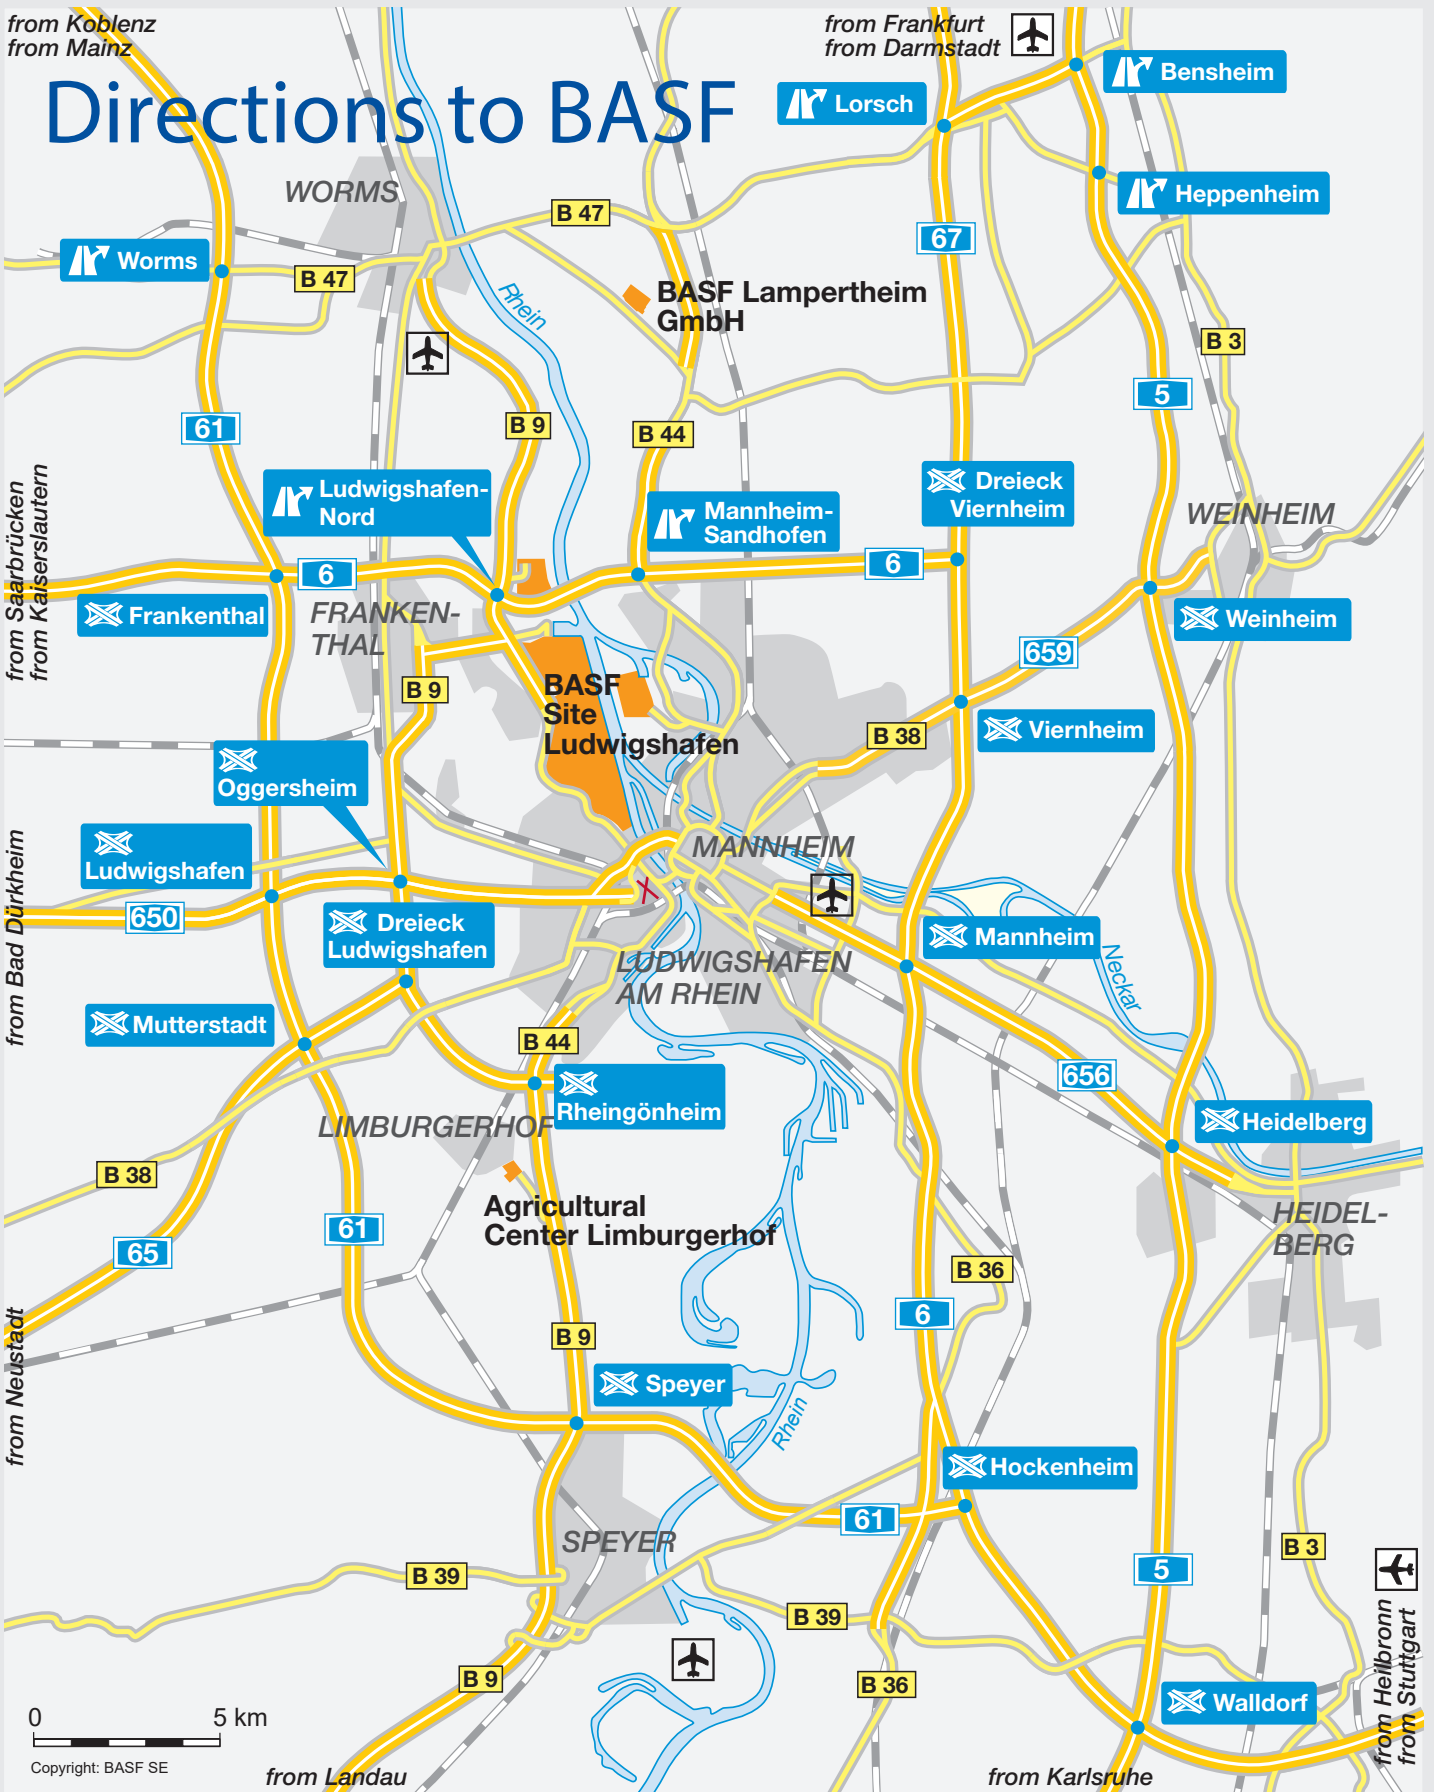 from Koblenz
from Mainz
from Frankfurt
from Darmstadt
Directions to BASF
Bensheim
Lorsch
Heppenheim
WORMS
B 47
67
Worms
B 47
Rhein
BASF Lampertheim
GmbH
B 3
5
61
B 9
B 44
from Saarbrücken
from Kaiserslautern
Ludwigshafen-
Nord
Mannheim-
Sandhofen
Dreieck
Viernheim
WEINHEIM
6
6
Frankenthal
FRANKEN-
THAL
Weinheim
659
B 9
BASF
Site
Ludwigshafen
B 38
Viernheim
Oggersheim
from Bad Dürkheim
Ludwigshafen
MANNHEIM
650
Dreieck
Ludwigshafen
Mannheim
LUDWIGSHAFEN
AM RHEIN
Neckar
Mutterstadt
B 44
656
Rheingönheim
LIMBURGERHOF
Heidelberg
B 38
Agricultural
Center Limburgerhof
HEIDEL-
BERG
61
65
B 36
6
from Neustadt
B 9
Speyer
Rhein
Hockenheim
61
SPEYER
B 3
B 39
5
B 39
from Heilbronn
from Stuttgart
B 9
B 36
Walldorf
0 5 km
Copyright: BASF SE
from Landau
from Karlsruhe